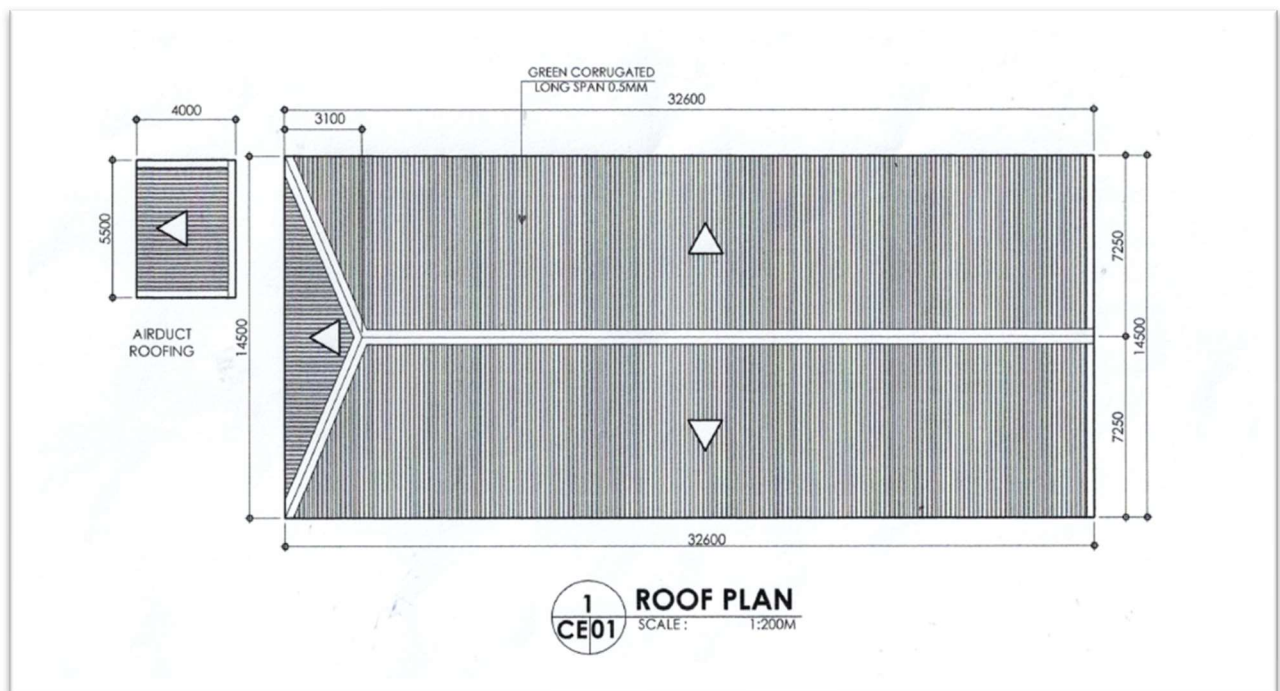 GREEN CORRUGATED
LONG SPAN 0.5MM
32600
4000
3100
5500
14500
7250
14500
7250
AIRDUCT
ROOFING
32600
1
CE01
ROOF PLAN
SCALE : 1:200M